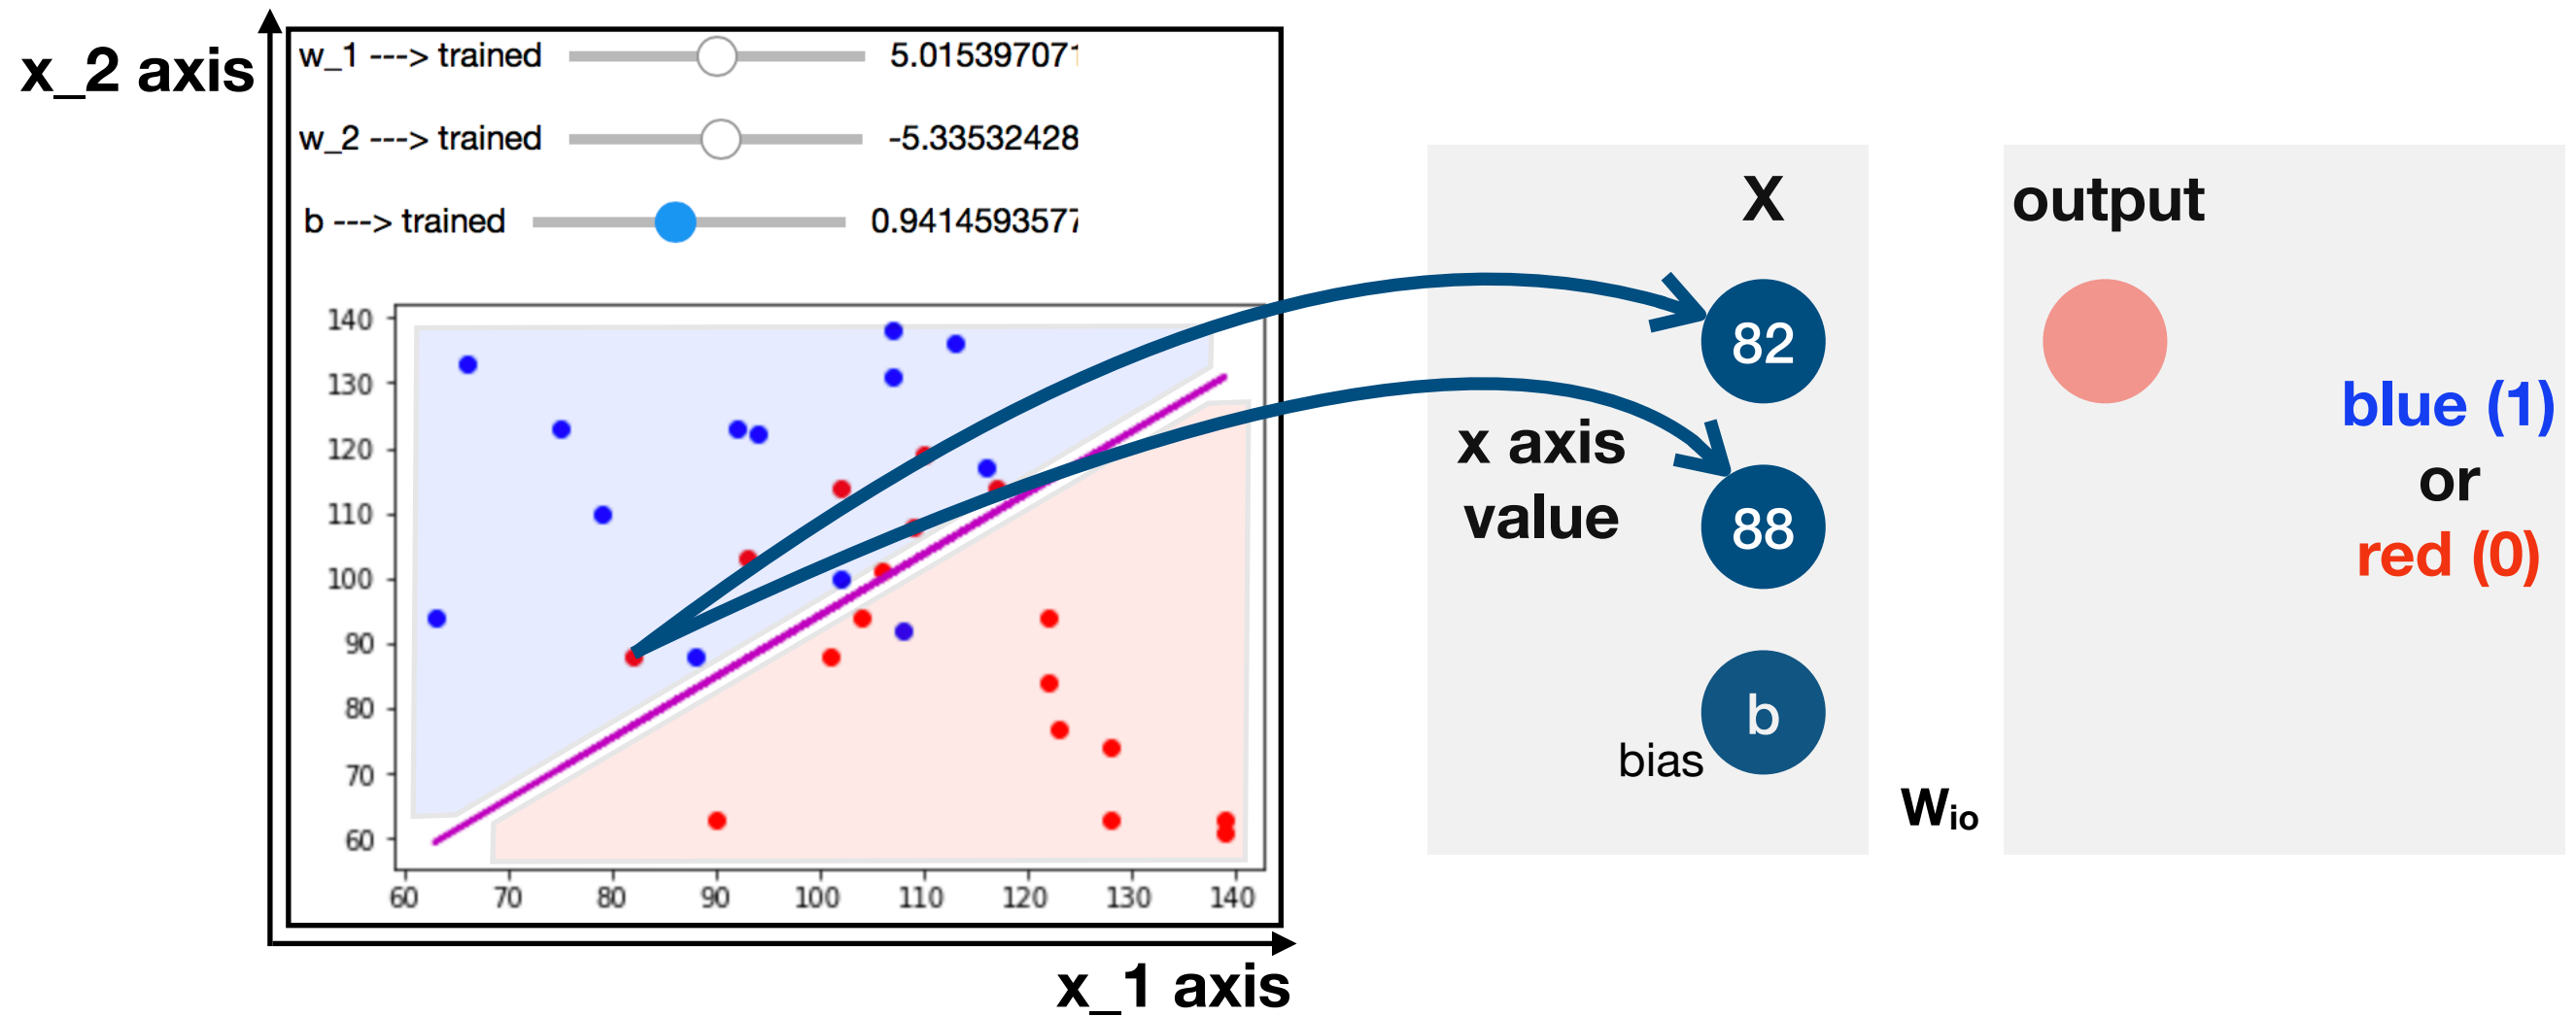 x_2 axis
w_1 ---> trained 5.015397071
w_2 ---> trained -5.33532428
b ---> trained 0.9414593577
140
130
120
110
100
90
80
70
60
60 70 80 90 100 110 120 130 140
x_1 axis
X
82
x axis
value
88
b
bias
Wio
output
blue (1)
or
red (0)